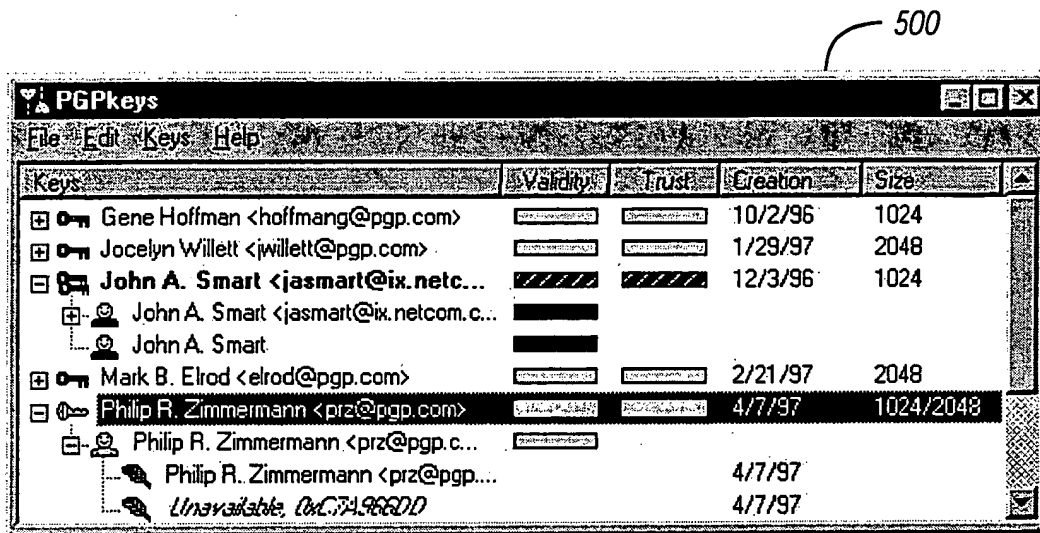 500
PGPkeys
File Edit Keys Help
Keys Validity Trust Creation Size
Gene Hoffman <hoffmang@pgp.com> 10/2/96 1024
Jocelyn Willett <jwillett@pgp.com> 1/29/97 2048
John A. Smart <jasmart@ix.netc... 12/3/96 1024
John A. Smart <jasmart@ix.netcom.c...
John A. Smart
Mark B. Elrod <elrod@pgp.com> 2/21/97 2048
Philip R. Zimmermann <prz@pgp.com> 4/7/97 1024/2048
Philip R. Zimmermann <prz@pgp.c...
Philip R. Zimmermann <prz@pgp.... 4/7/97
Unavailable, 4/7/97